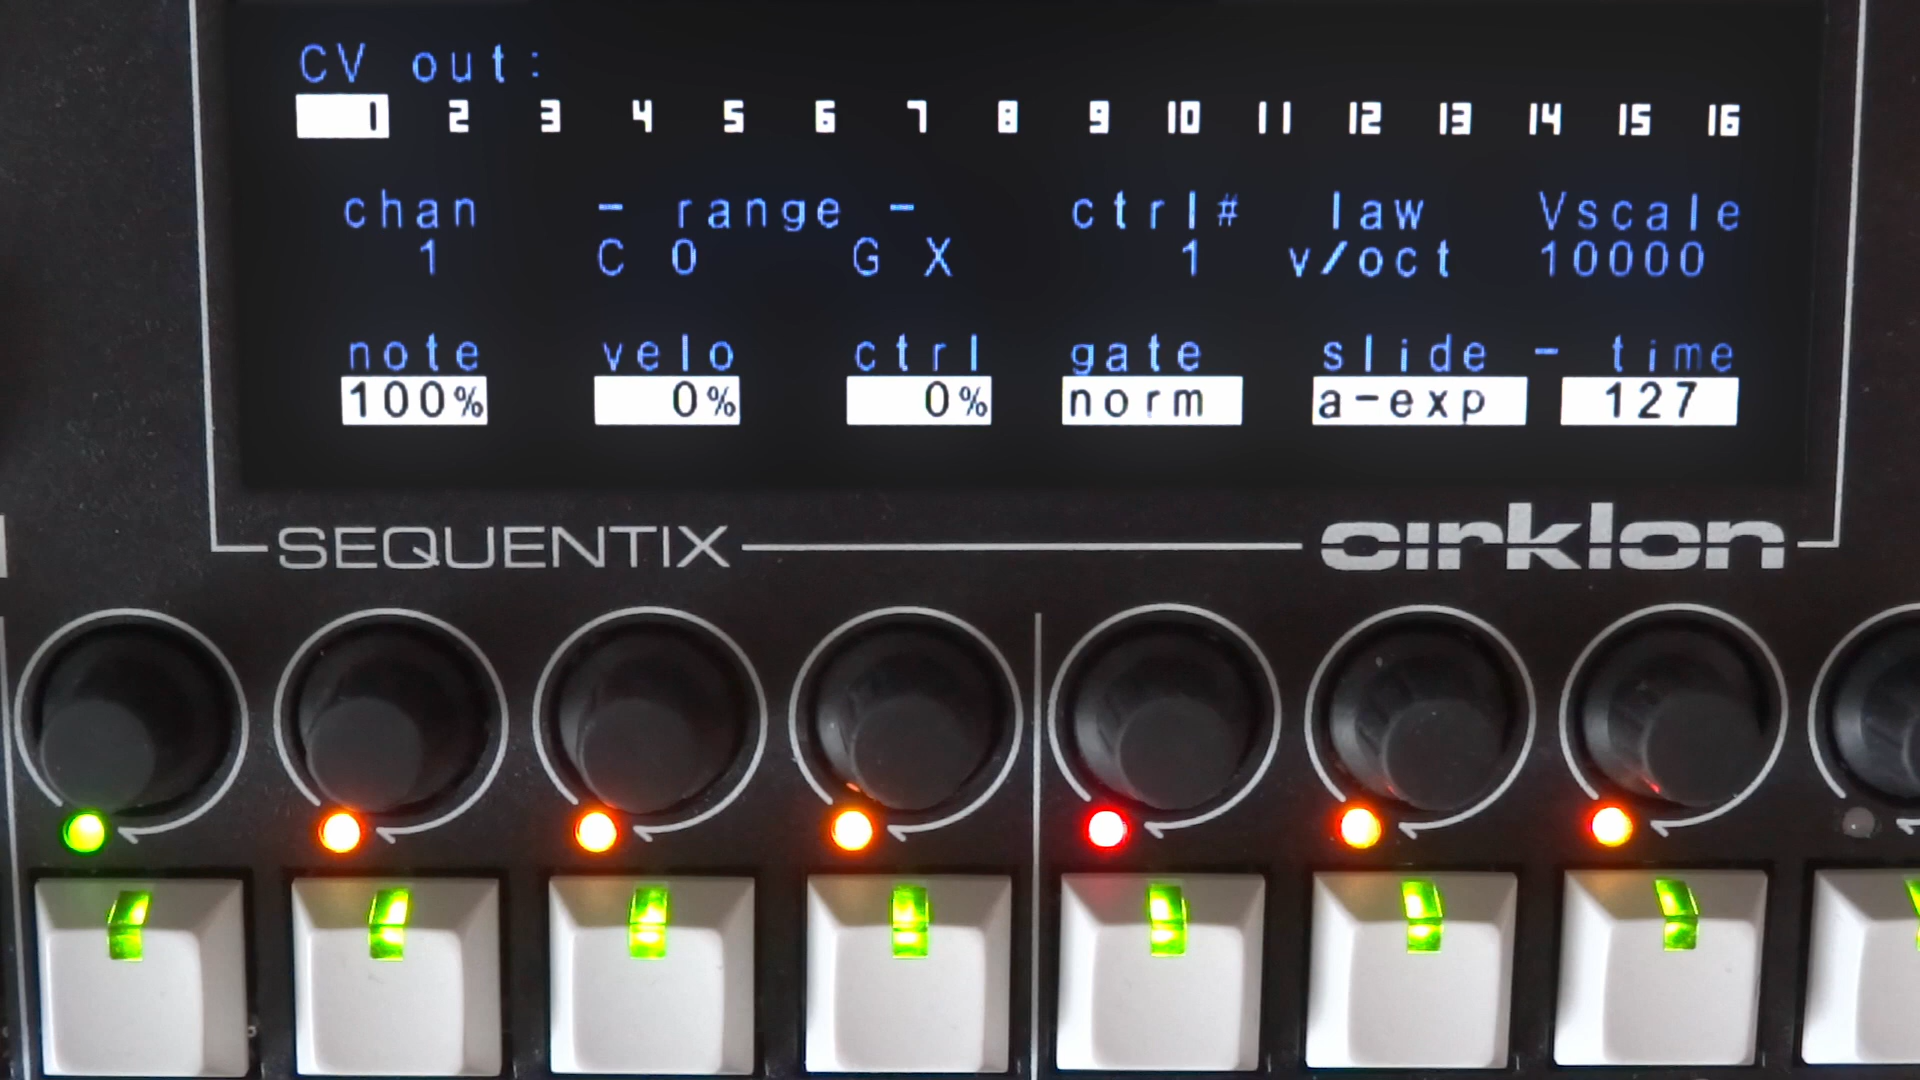 CV out:
1 2 3 4 5 6 7 8 9 10 11 12 13 14 15 16
chan - range - ctrl# law Vscale
1 C 0 G X 1 v/oct 10000
note velo ctrl gate slide - time
100% 0% 0% norm a-exp 127
SEQUENTIX cirklon